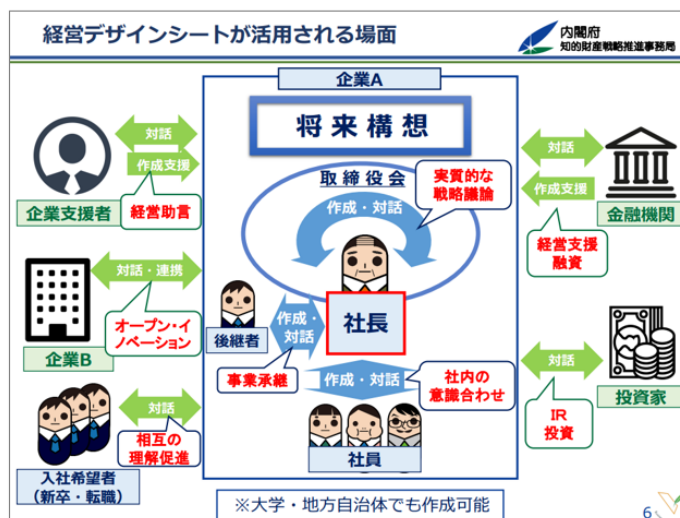 経営デザインシートが活用される場面
内閣府
知的財産戦略推進事務局
企業A
将来構想
取締役会
作成・対話
実質的な
戦略議論
社長
後継者
作成・
対話
事業承継
作成・対話
社内の
意識合わせ
社員
対話
作成支援
経営助言
企業支援者
対話・連携
オープン・イ
ノベーション
企業B
対話
相互の
理解促進
入社希望者
(新卒・転職)
対話
作成支援
金融機関
経営支援
融資
対話
投資家
IR
投資
※大学・地方自治体でも作成可能
6